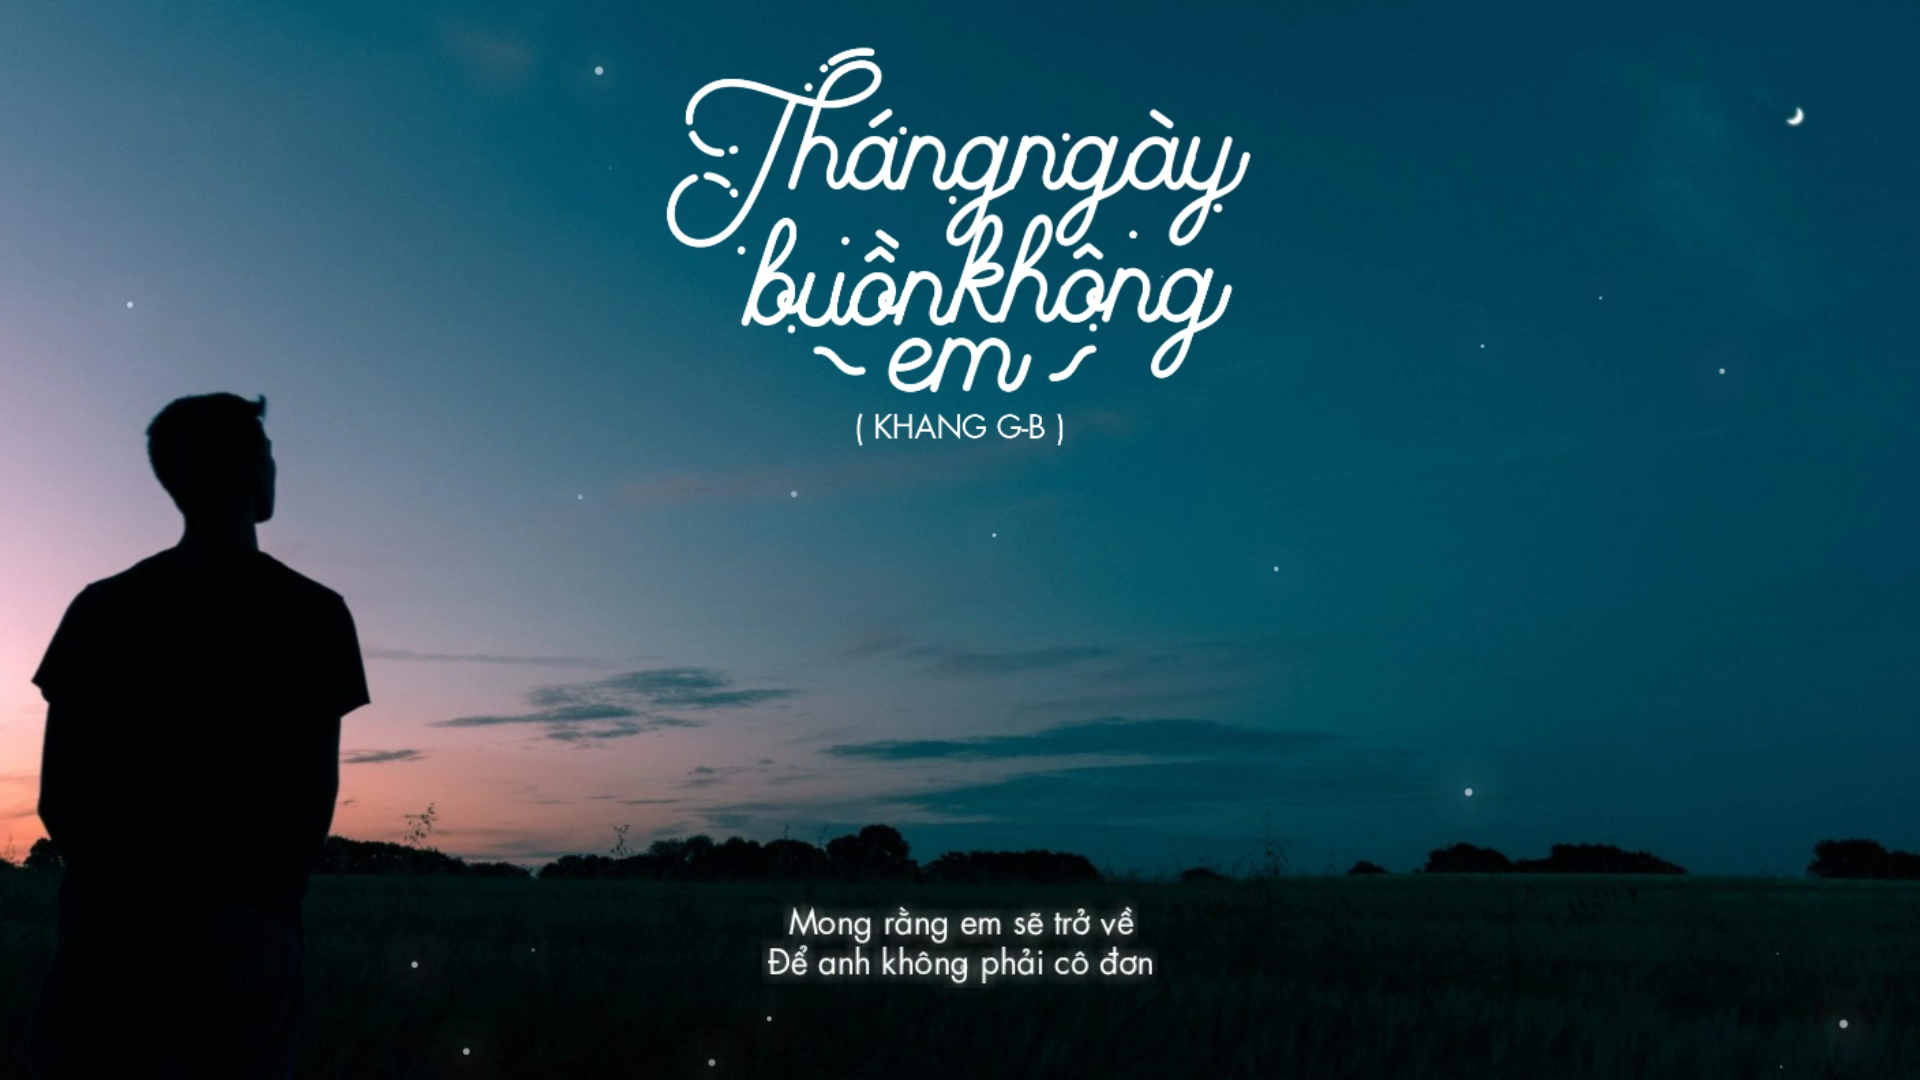 Tháng ngày
buồn không
em
( KHANG G-B )
Mong rằng em sẽ trở về
Để anh không phải cô đơn